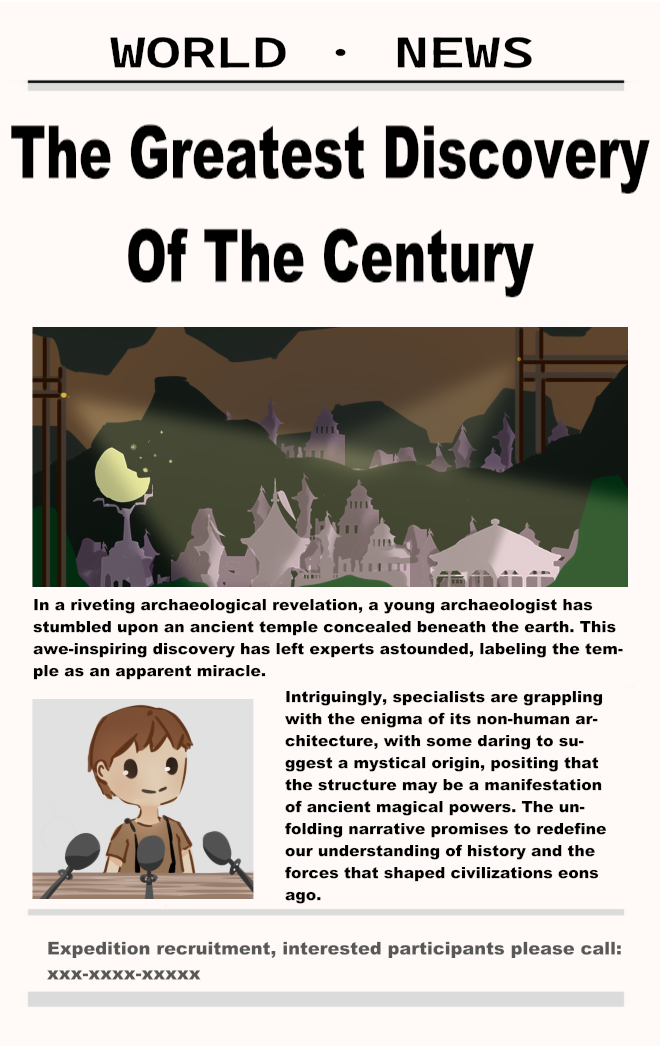 WORLD · NEWS
The Greatest Discovery
Of The Century
In a riveting archaeological revelation, a young archaeologist has
stumbled upon an ancient temple concealed beneath the earth. This
awe-inspiring discovery has left experts astounded, labeling the tem-
ple as an apparent miracle.
Intriguingly, specialists are grappling
with the enigma of its non-human ar-
chitecture, with some daring to su-
ggest a mystical origin, positing that
the structure may be a manifestation
of ancient magical powers. The un-
folding narrative promises to redefine
our understanding of history and the
forces that shaped civilizations eons
ago.
Expedition recruitment, interested participants please call:
xxx-xxxx-xxxxx